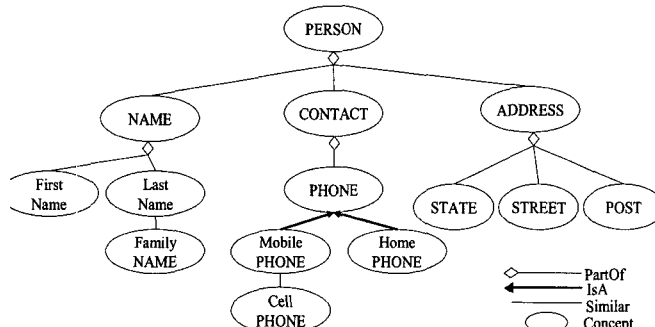 PERSON
NAME
CONTACT
ADDRESS
First
Name
Last
Name
PHONE
STATE
STREET
POST
Family
NAME
Mobile
PHONE
Home
PHONE
Cell
PHONE
PartOf
IsA
Similar
Concept